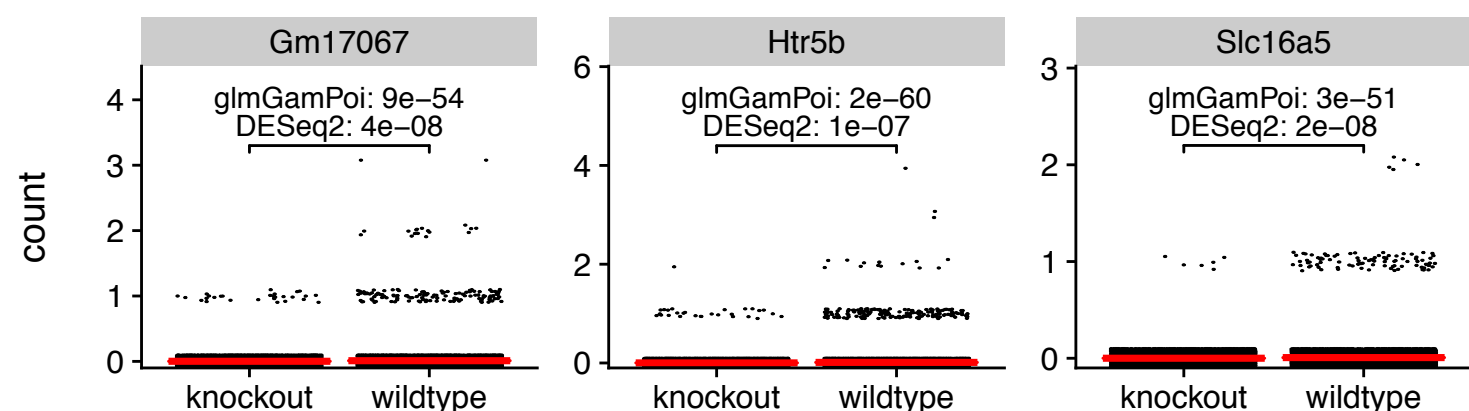 Gm17067
Htr5b
Slc16a5
count
4
3
2
1
0
glmGamPoi: 9e−54
DESeq2: 4e−08
knockout wildtype
6
4
2
0
glmGamPoi: 2e−60
DESeq2: 1e−07
knockout wildtype
3
2
1
0
glmGamPoi: 3e−51
DESeq2: 2e−08
knockout wildtype